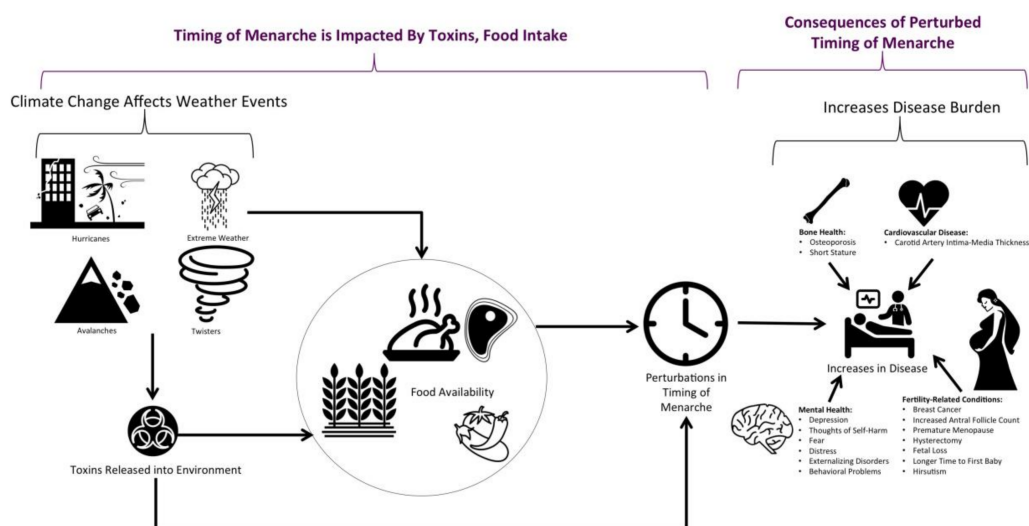 Timing of Menarche is Impacted By Toxins, Food Intake
Consequences of Perturbed
Timing of Menarche
Climate Change Affects Weather Events
Increases Disease Burden
Hurricanes
Extreme Weather
Avalanches
Twisters
Toxins Released into Environment
Food Availability
Perturbations in
Timing of
Menarche
Bone Health:
• Osteoporosis
• Short Stature
Cardiovascular Disease:
• Carotid Artery Intima-Media Thickness
Increases in Disease
Mental Health:
• Depression
• Thoughts of Self-Harm
• Fear
• Distress
• Externalizing Disorders
• Behavioral Problems
Fertility-Related Conditions:
• Breast Cancer
• Increased Antral Follicle Count
• Premature Menopause
• Hysterectomy
• Fetal Loss
• Longer Time to First Baby
• Hirsutism